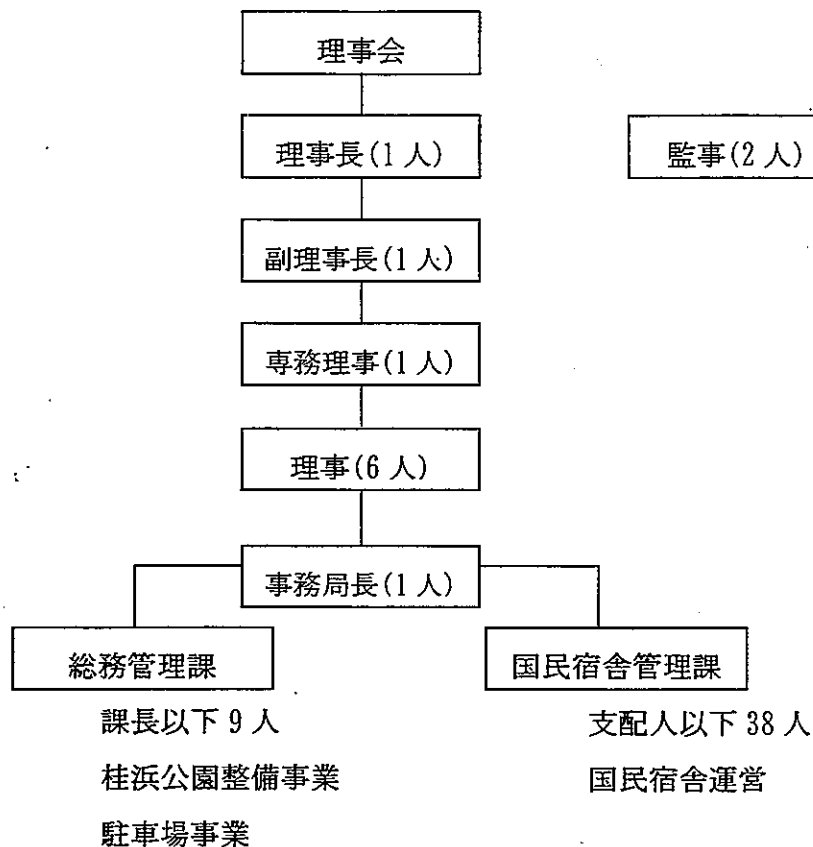 理事会
理事長(1人)
監事(2人)
副理事長(1人)
専務理事(1人)
理事(6人)
事務局長(1人)
総務管理課
国民宿舎管理課
課長以下9人
支配人以下38人
桂浜公園整備事業
国民宿舎運営
駐車場事業